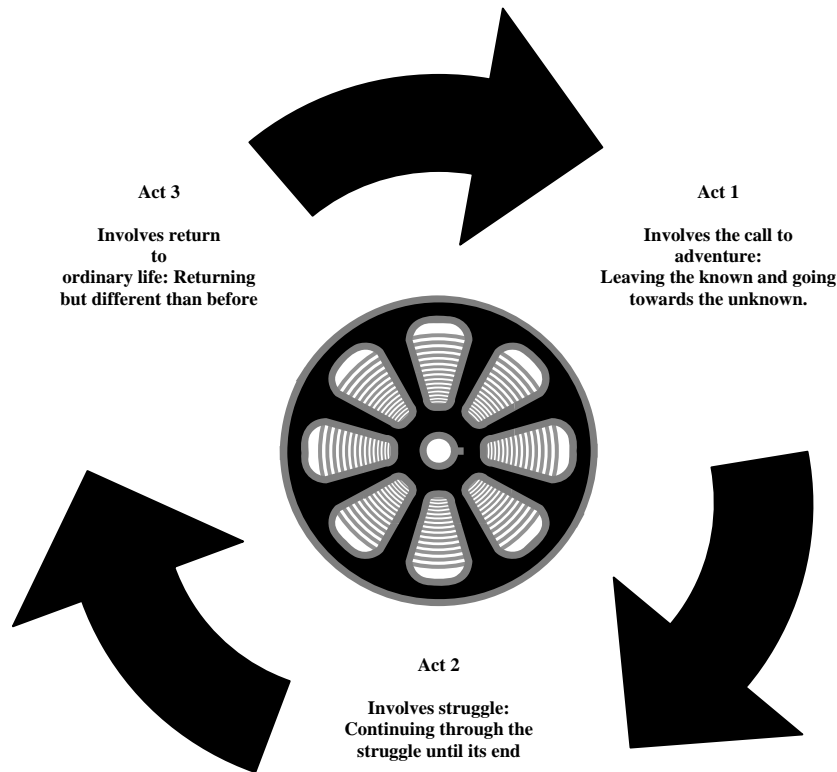 Act 3
Involves return
to
ordinary life: Returning
but different than before
Act 1
Involves the call to
adventure:
Leaving the known and going
towards the unknown.
Act 2
Involves struggle:
Continuing through the
struggle until its end